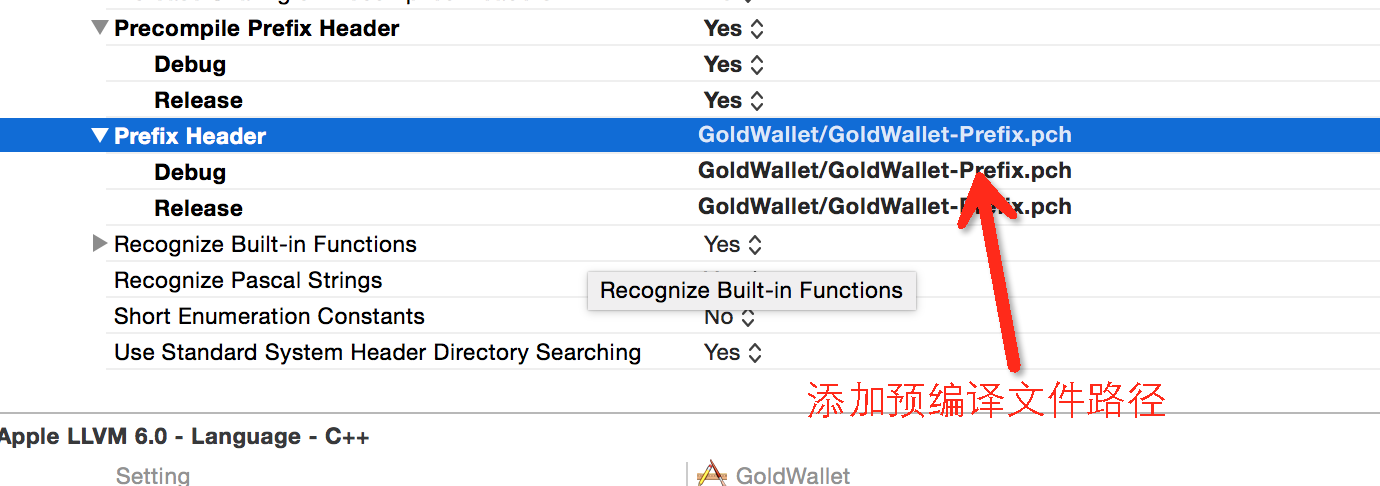 Precompile Prefix Header Yes
Debug Yes
Release Yes
Prefix Header GoldWallet/GoldWallet-Prefix.pch
Debug GoldWallet/GoldWallet-Prefix.pch
Release GoldWallet/GoldWallet-Prefix.pch
Recognize Built-in Functions Yes
Recognize Pascal Strings
Recognize Built-in Functions
Short Enumeration Constants No
Use Standard System Header Directory Searching Yes
添加预编译文件路径
Apple LLVM 6.0 - Language - C++
Setting GoldWallet